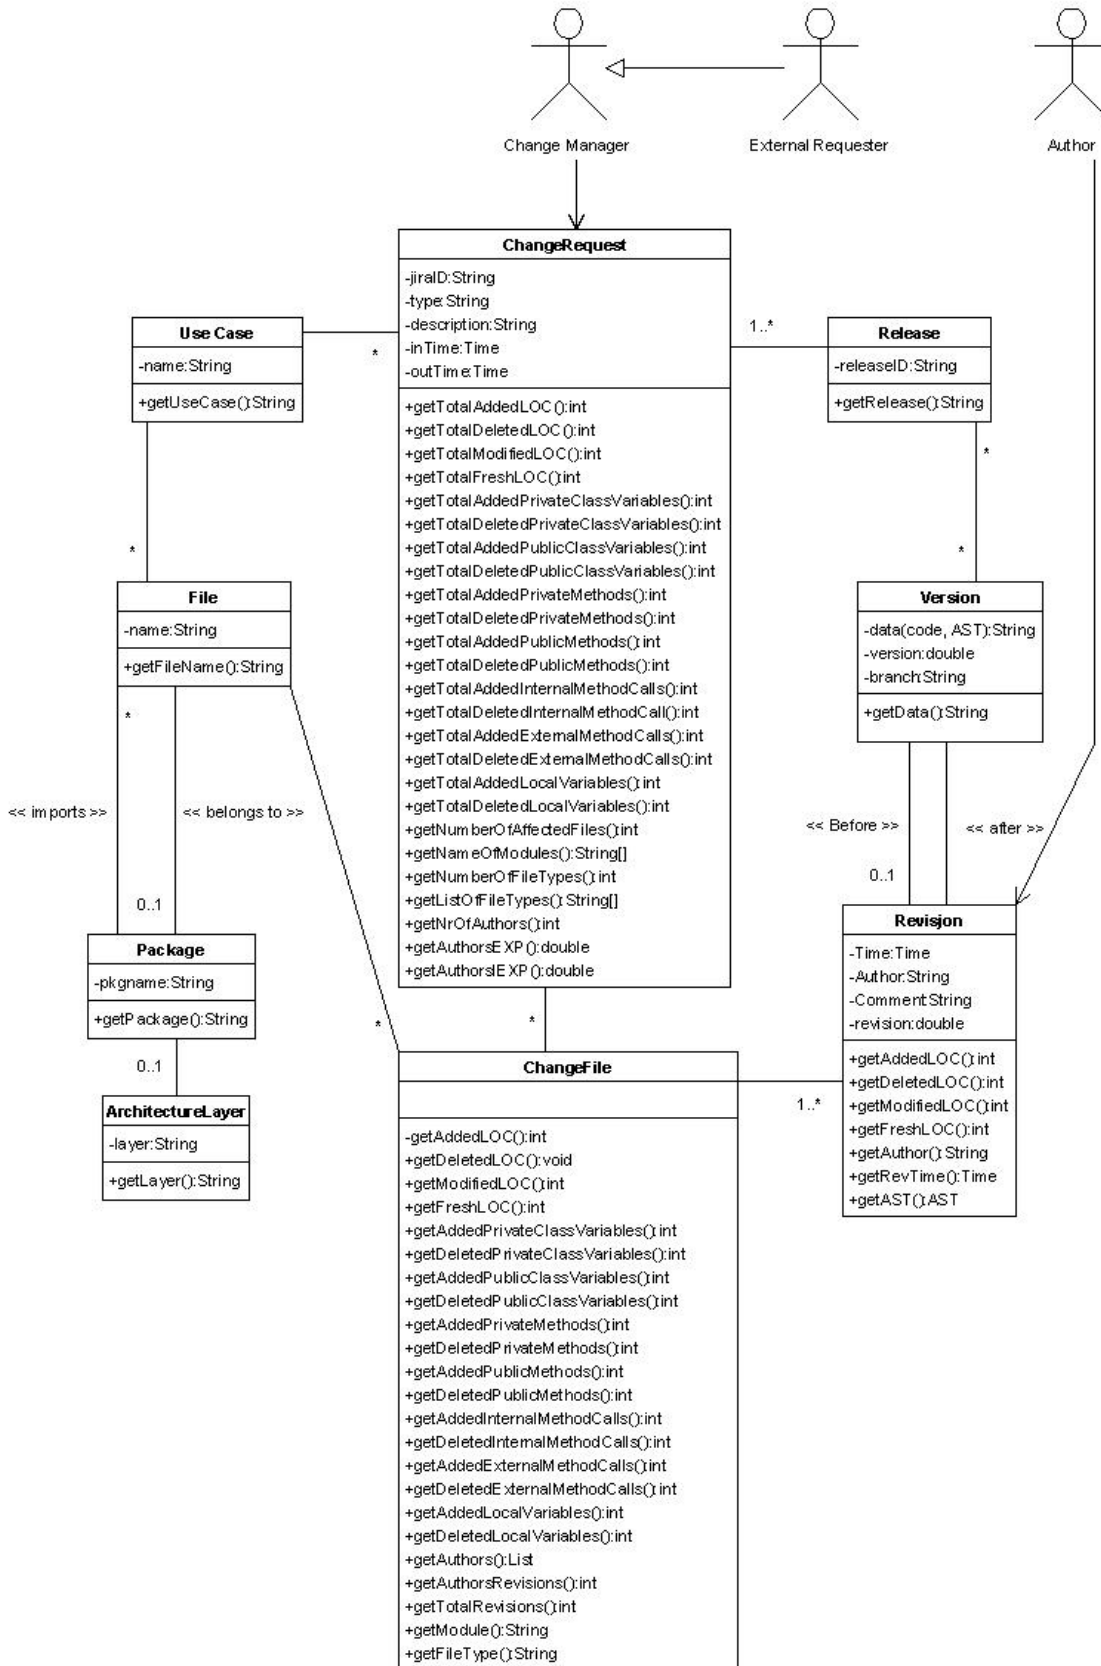 Change Manager
External Requester
Author
ChangeRequest
-jiraID:String
-type:String
-description:String
-inTime:Time
-outTime:Time
+getTotalAddedLOC():int
+getTotalDeletedLOC():int
+getTotalModifiedLOC():int
+getTotalFreshLOC():int
+getTotalAddedPrivateClassVariables():int
+getTotalDeletedPrivateClassVariables():int
+getTotalAddedPublicClassVariables():int
+getTotalDeletedPublicClassVariables():int
+getTotalAddedPrivateMethods():int
+getTotalDeletedPrivateMethods():int
+getTotalAddedPublicMethods():int
+getTotalDeletedPublicMethods():int
+getTotalAddedInternalMethodCalls():int
+getTotalDeletedInternalMethodCall():int
+getTotalAddedExternalMethodCalls():int
+getTotalDeletedExternalMethodCalls():int
+getTotalAddedLocalVariables():int
+getTotalDeletedLocalVariables():int
+getNumberOfAffectedFiles():int
+getNameOfModules():String[]
+getNumberOfFileTypes():int
+getListOfFileTypes():String[]
+getNrOfAuthors():int
+getAuthorsEXP():double
+getAuthorsIEXP():double
Use Case
-name:String
+getUseCase():String
*
1..*
Release
-releaseID:String
+getRelease():String
*
*
*
File
-name:String
+getFileName():String
*
Version
-data(code, AST):String
-version:double
-branch:String
+getData():String
<< imports >>
<< belongs to >>
<< Before >>
<< after >>
0..1
0..1
Package
-pkgname:String
+getPackage():String
Revision
-Time:Time
-Author:String
-Comment:String
-revision:double
+getAddedLOC():int
+getDeletedLOC():int
+getModifiedLOC():int
+getFreshLOC():int
+getAuthor():String
+getRevTime():Time
+getAST():AST
*
*
0..1
1..*
ArchitectureLayer
-layer:String
+getLayer():String
ChangeFile
-getAddedLOC():int
+getDeletedLOC():void
+getModifiedLOC():int
+getFreshLOC():int
+getAddedPrivateClassVariables():int
+getDeletedPrivateClassVariables():int
+getAddedPublicClassVariables():int
+getDeletedPublicClassVariables():int
+getAddedPrivateMethods():int
+getDeletedPrivateMethods():int
+getAddedPublicMethods():int
+getDeletedPublicMethods():int
+getAddedInternalMethodCalls():int
+getDeletedInternalMethodCalls():int
+getAddedExternalMethodCalls():int
+getDeletedExternalMethodCalls():int
+getAddedLocalVariables():int
+getDeletedLocalVariables():int
+getAuthors():List
+getAuthorsRevisions():int
+getTotalRevisions():int
+getModule():String
+getFileType():String